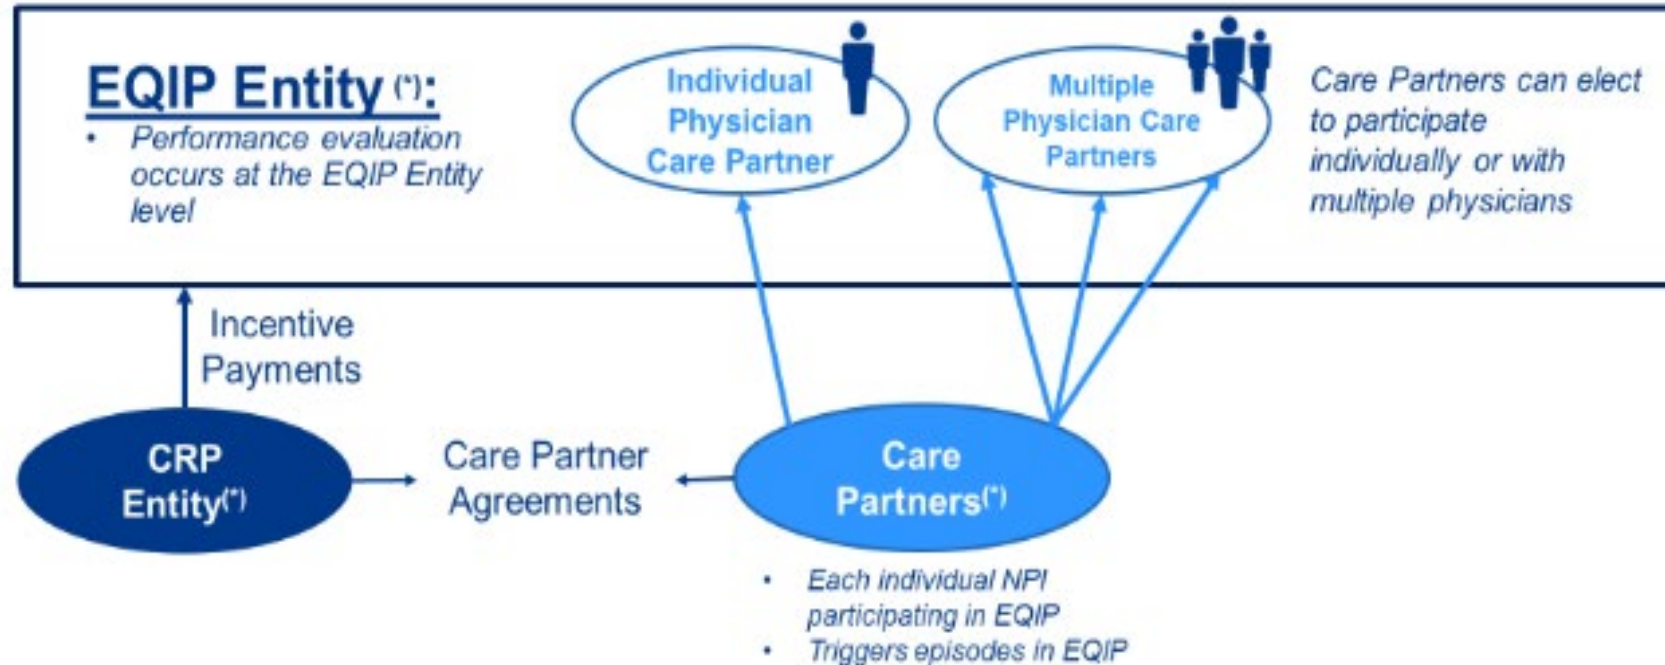 EQIP Entity (*):
• Performance evaluation
occurs at the EQIP Entity
level
Individual
Physician
Care Partner
Multiple
Physician Care
Partners
Care Partners can elect
to participate
individually or with
multiple physicians
Incentive
Payments
CRP
Entity(*)
Care Partner
Agreements
Care
Partners(*)
• Each individual NPI
participating in EQIP
• Triggers episodes in EQIP